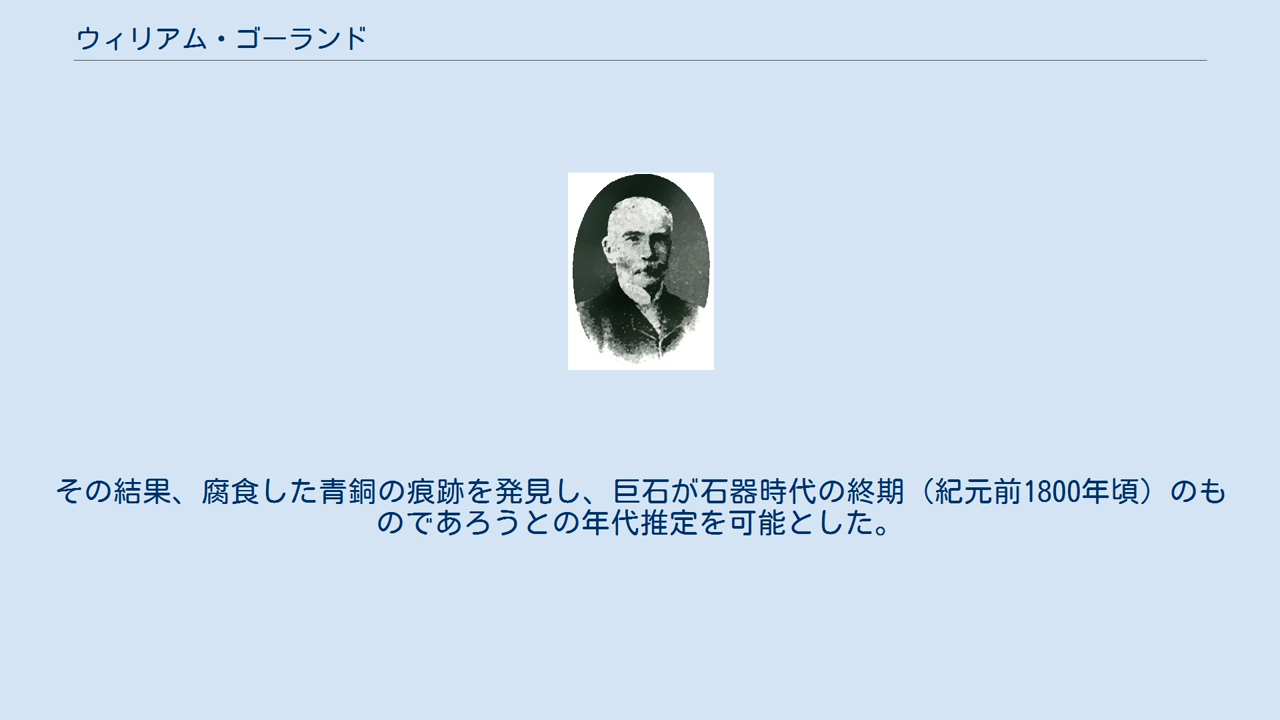 ウィリアム・ゴーランド
その結果、腐食した青銅の痕跡を発見し、巨石が石器時代の終期（紀元前1800年頃）のも
のであろうとの年代推定を可能とした。